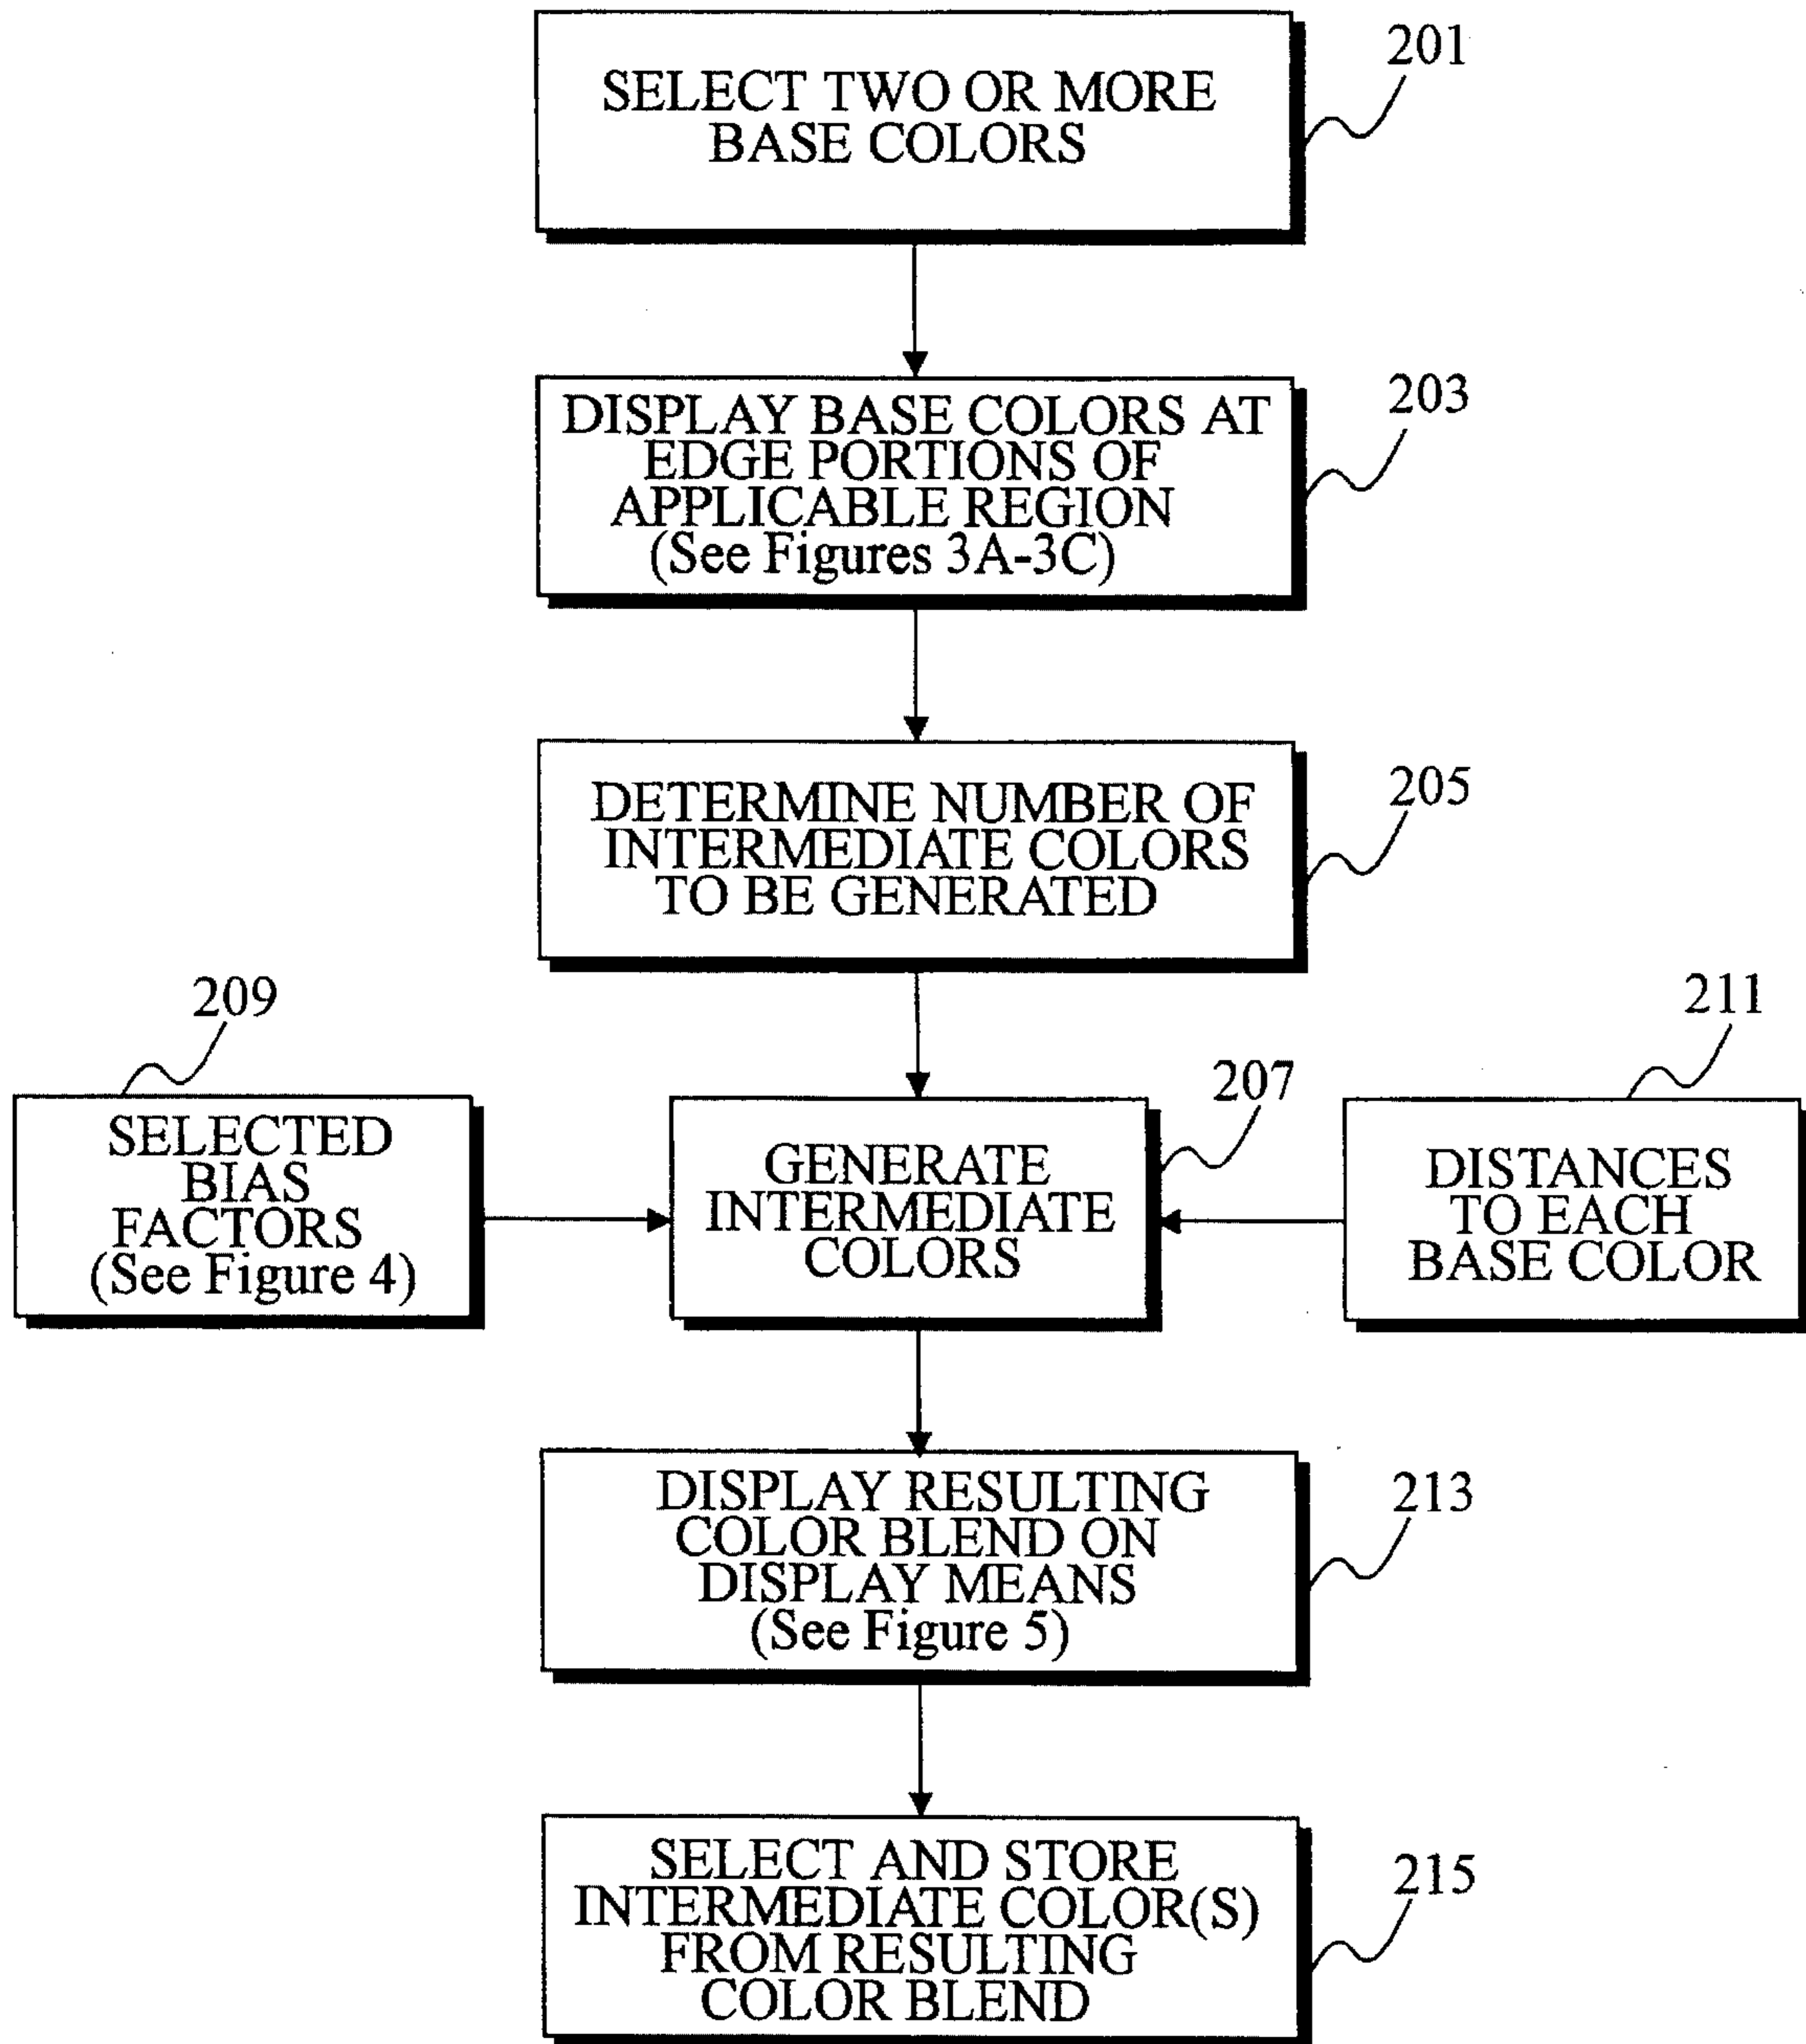 201
SELECT TWO OR MORE
BASE COLORS
203
DISPLAY BASE COLORS AT
EDGE PORTIONS OF
APPLICABLE REGION
(See Figures 3A-3C)
205
DETERMINE NUMBER OF
INTERMEDIATE COLORS
TO BE GENERATED
209
SELECTED
BIAS
FACTORS
(See Figure 4)
207
GENERATE
INTERMEDIATE
COLORS
211
DISTANCES
TO EACH
BASE COLOR
213
DISPLAY RESULTING
COLOR BLEND ON
DISPLAY MEANS
(See Figure 5)
215
SELECT AND STORE
INTERMEDIATE COLOR(S)
FROM RESULTING
COLOR BLEND